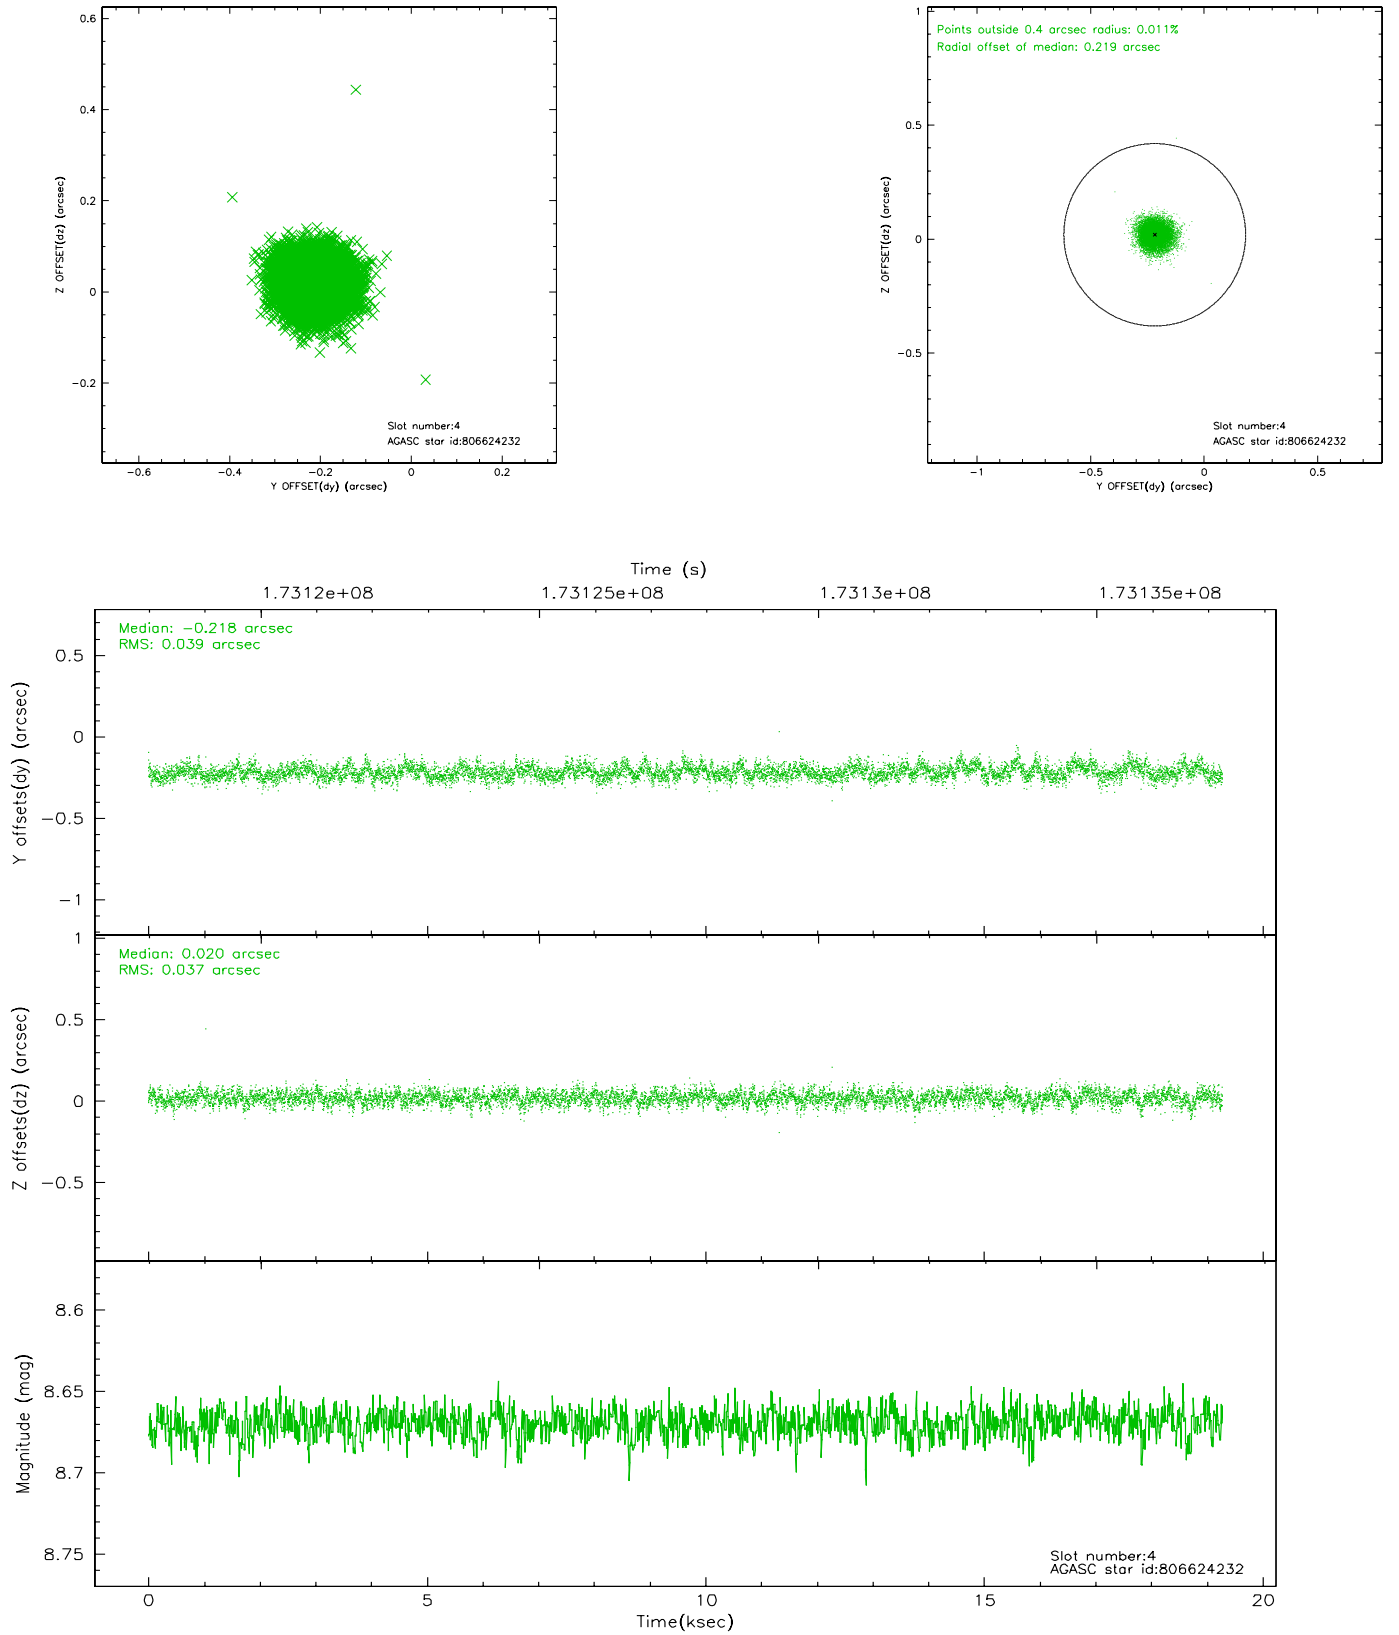 0.6
0.4
0.2
0
−0.2
Z OFFSET(dz) (arcsec)
Slot number:4
AGASC star id:806624232
−0.6 −0.4 −0.2 0 0.2
Y OFFSET(dy) (arcsec)
Points outside 0.4 arcsec radius: 0.011%
Radial offset of median: 0.219 arcsec
1
0.5
0
−0.5
Z OFFSET(dz) (arcsec)
Slot number:4
AGASC star id:806624232
−1 −0.5 0 0.5
Y OFFSET(dy) (arcsec)
Time (s)
1.7312e+08 1.73125e+08 1.7313e+08 1.73135e+08
Median: −0.218 arcsec
RMS: 0.039 arcsec
0.5
0
−0.5
−1
Y offsets(dy) (arcsec)
Median: 0.020 arcsec
RMS: 0.037 arcsec
1
0.5
0
−0.5
Z offsets(dz) (arcsec)
8.6
8.65
8.7
8.75
Magnitude (mag)
Slot number:4
AGASC star id:806624232
0 5 10 15 20
Time(ksec)